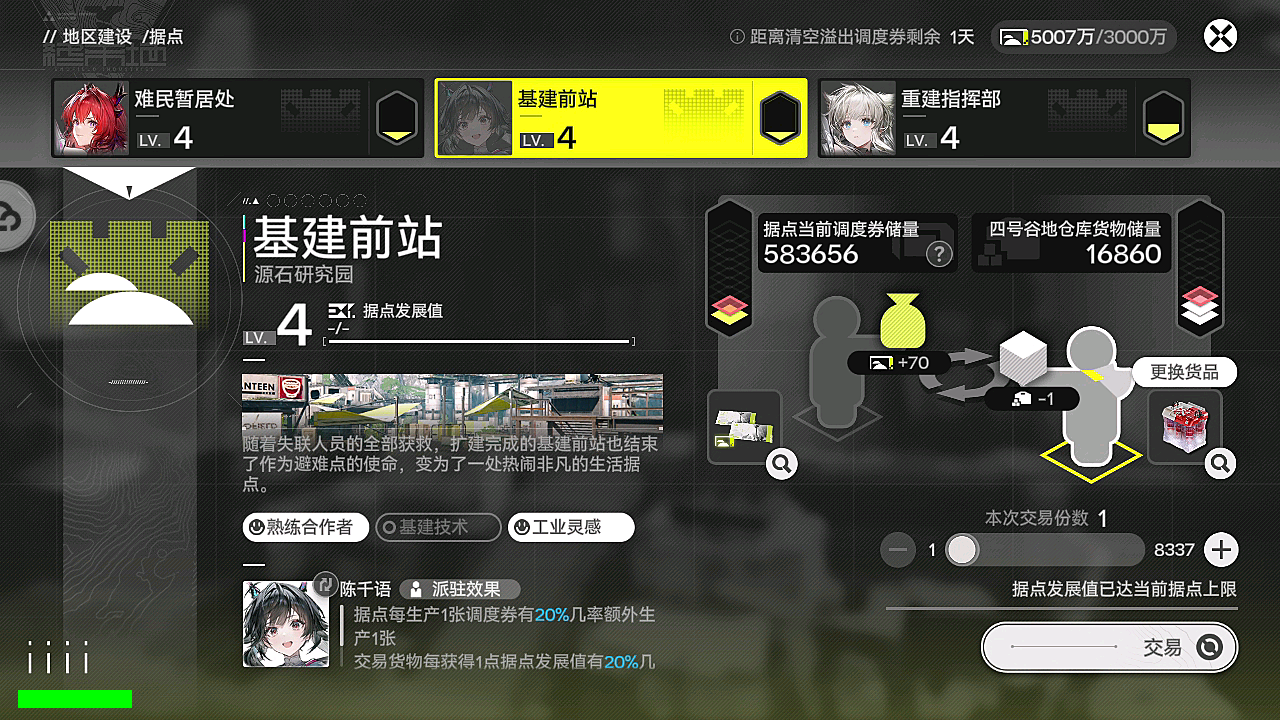 // 地区建设 /据点
距离清空溢出调度券剩余 1天
5007万/3000万
难民暂居处
LV. 4
基建前站
LV. 4
重建指挥部
LV. 4
基建前站
源石研究园
LV. 4
据点发展值
-/-
随着失联人员的全部获救，扩建完成的基建前站也结束
了作为避难点的使命，变为了一处热闹非凡的生活据
点。
熟练合作者
基建技术
工业灵感
陈千语
派驻效果
据点每生产1张调度券有20%几率额外生
产1张
交易货物每获得1点据点发展值有20%几
据点当前调度券储量
583656
?
四号谷地仓库货物储量
16860
+70
-1
更换货品
本次交易份数 1
1
8337
据点发展值已达当前据点上限
交易